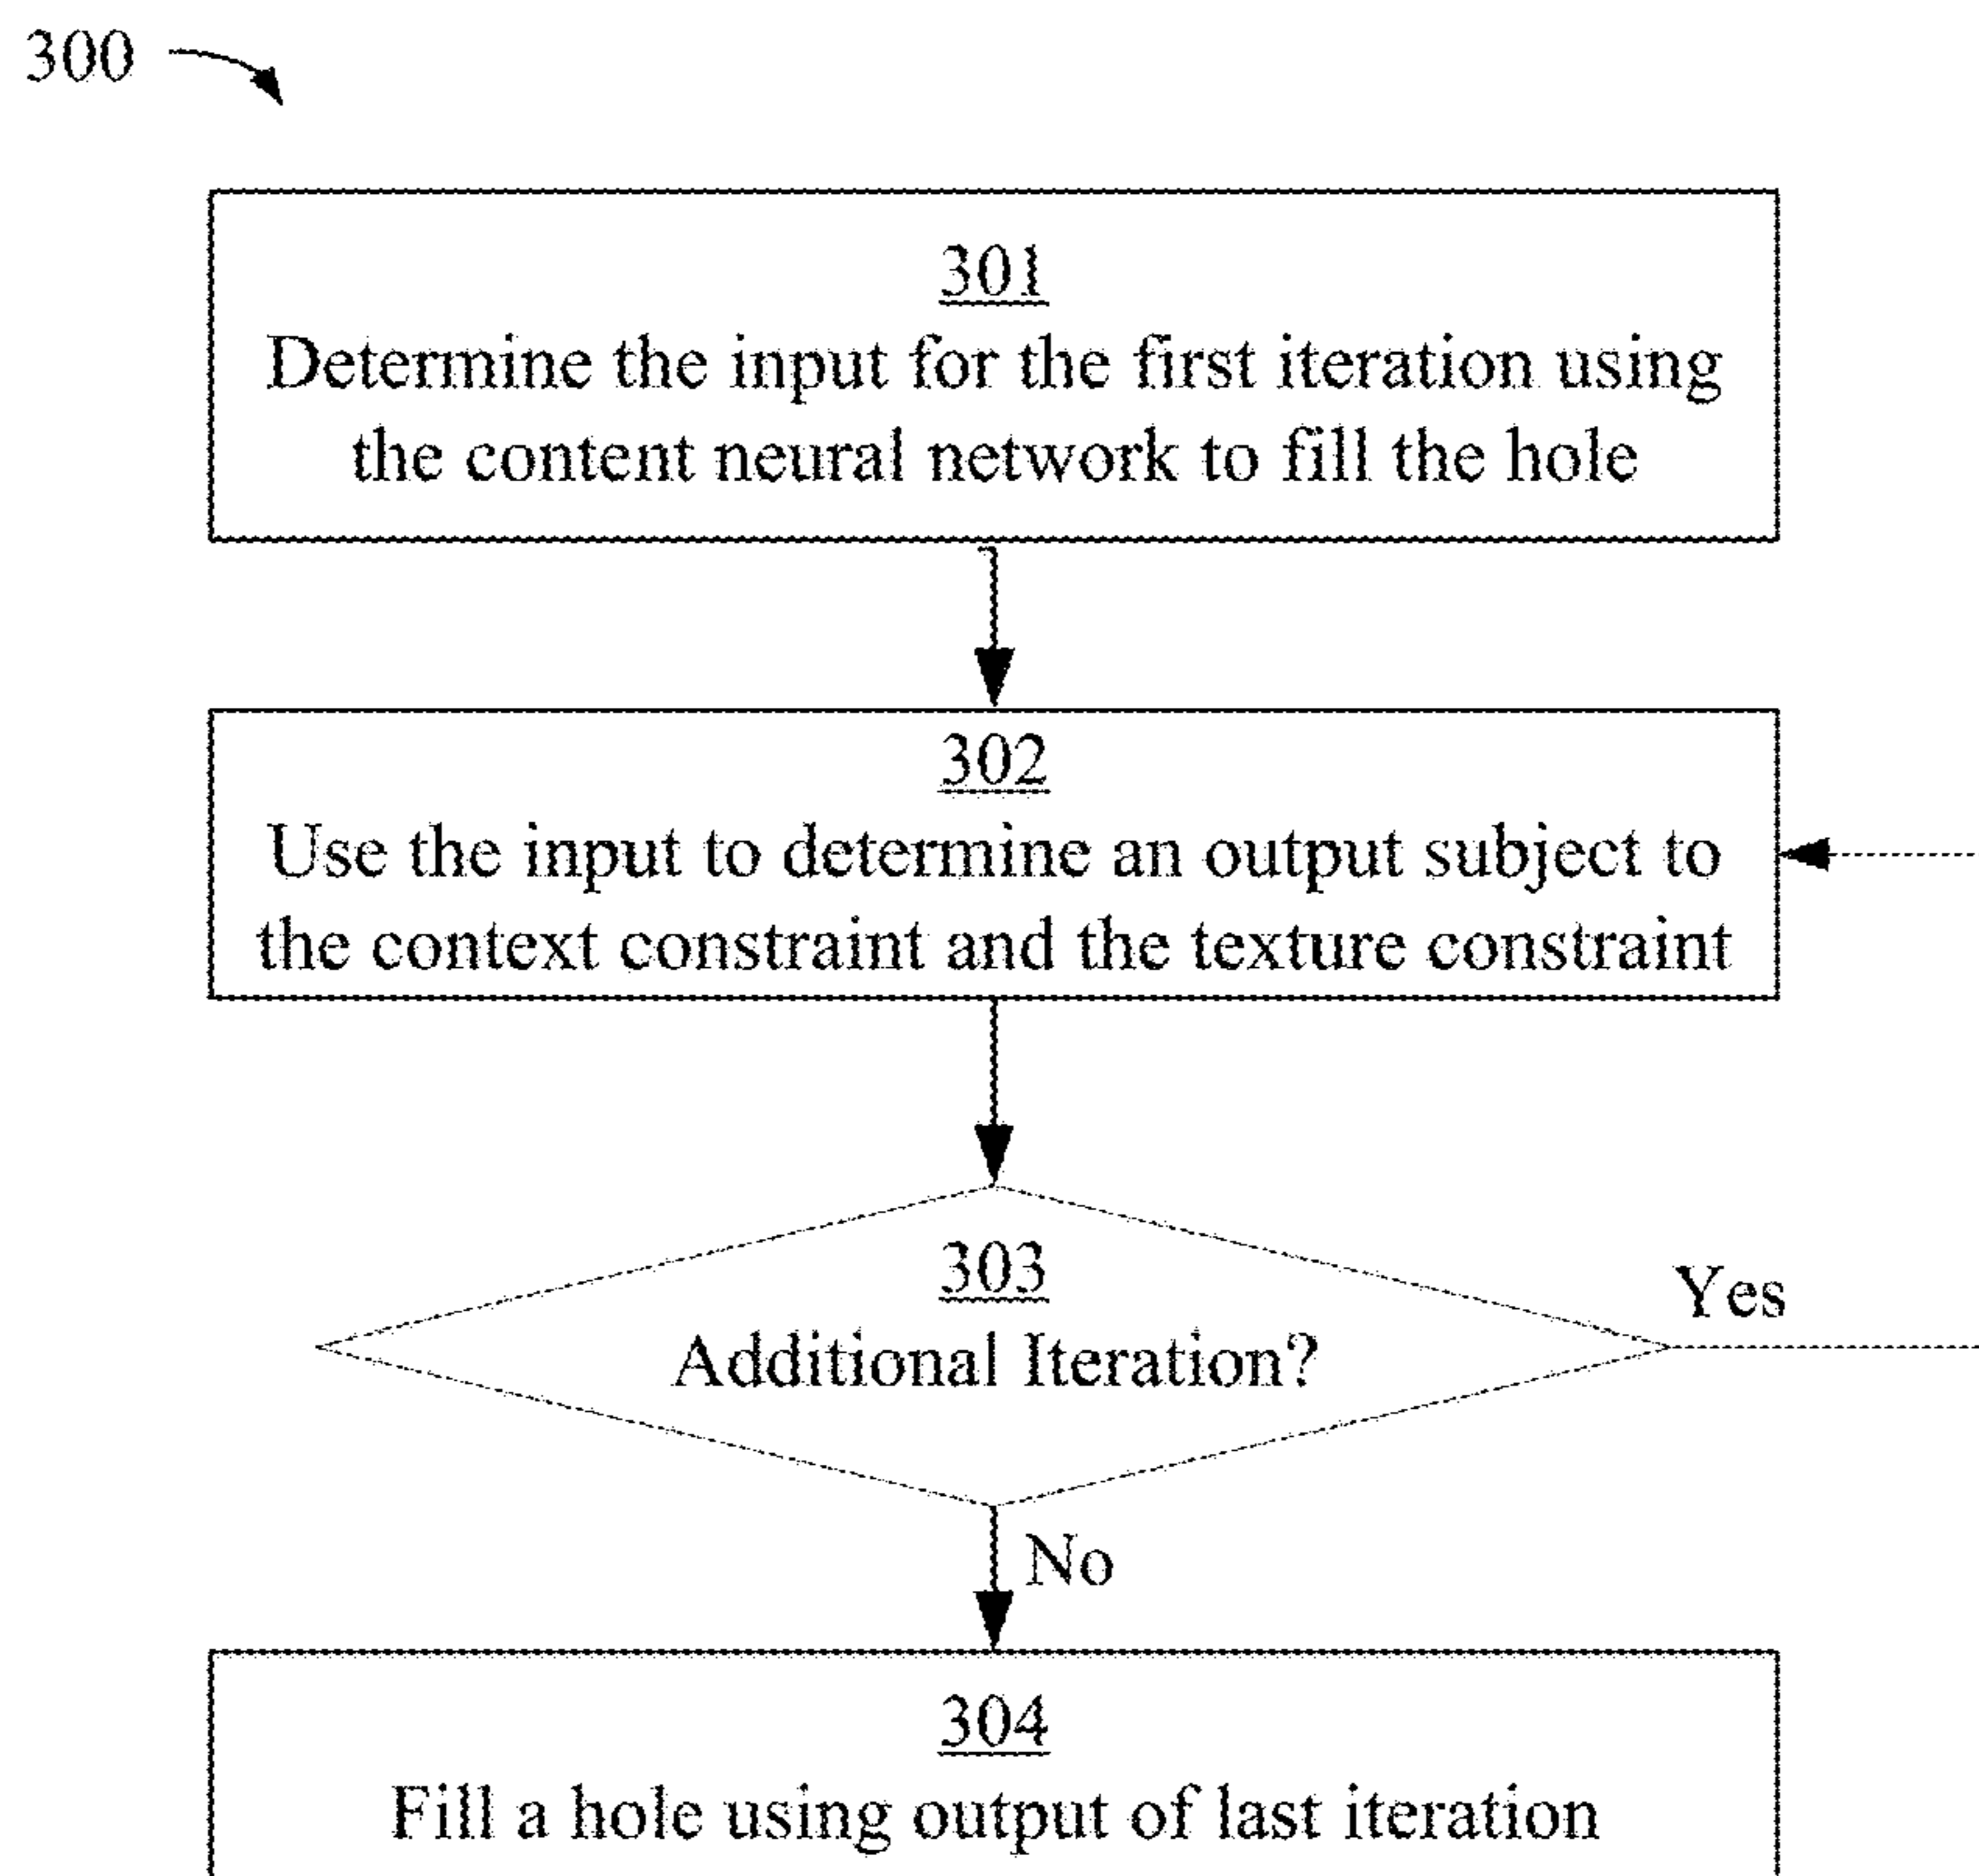 300
301
Determine the input for the first iteration using
the content neural network to fill the hole
302
Use the input to determine an output subject to
the context constraint and the texture constraint
303
Additional Iteration?
Yes
No
304
Fill a hole using output of last iteration